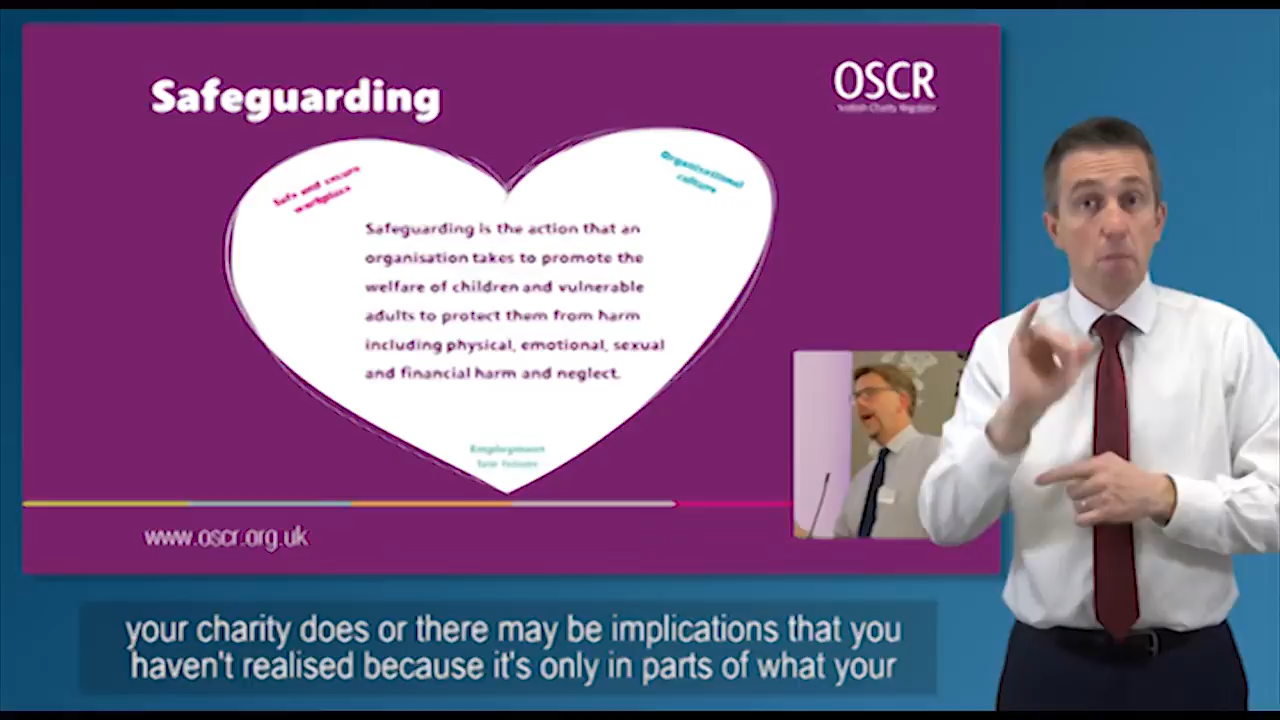 Safeguarding
OSCR
Scottish Charity Regulator
Safe and secure
workplace
Organisational
culture
Safeguarding is the action that an
organisation takes to promote the
welfare of children and vulnerable
adults to protect them from harm
including physical, emotional, sexual
and financial harm and neglect.
Employment
www.oscr.org.uk
your charity does or there may be implications that you
haven't realised because it's only in parts of what your